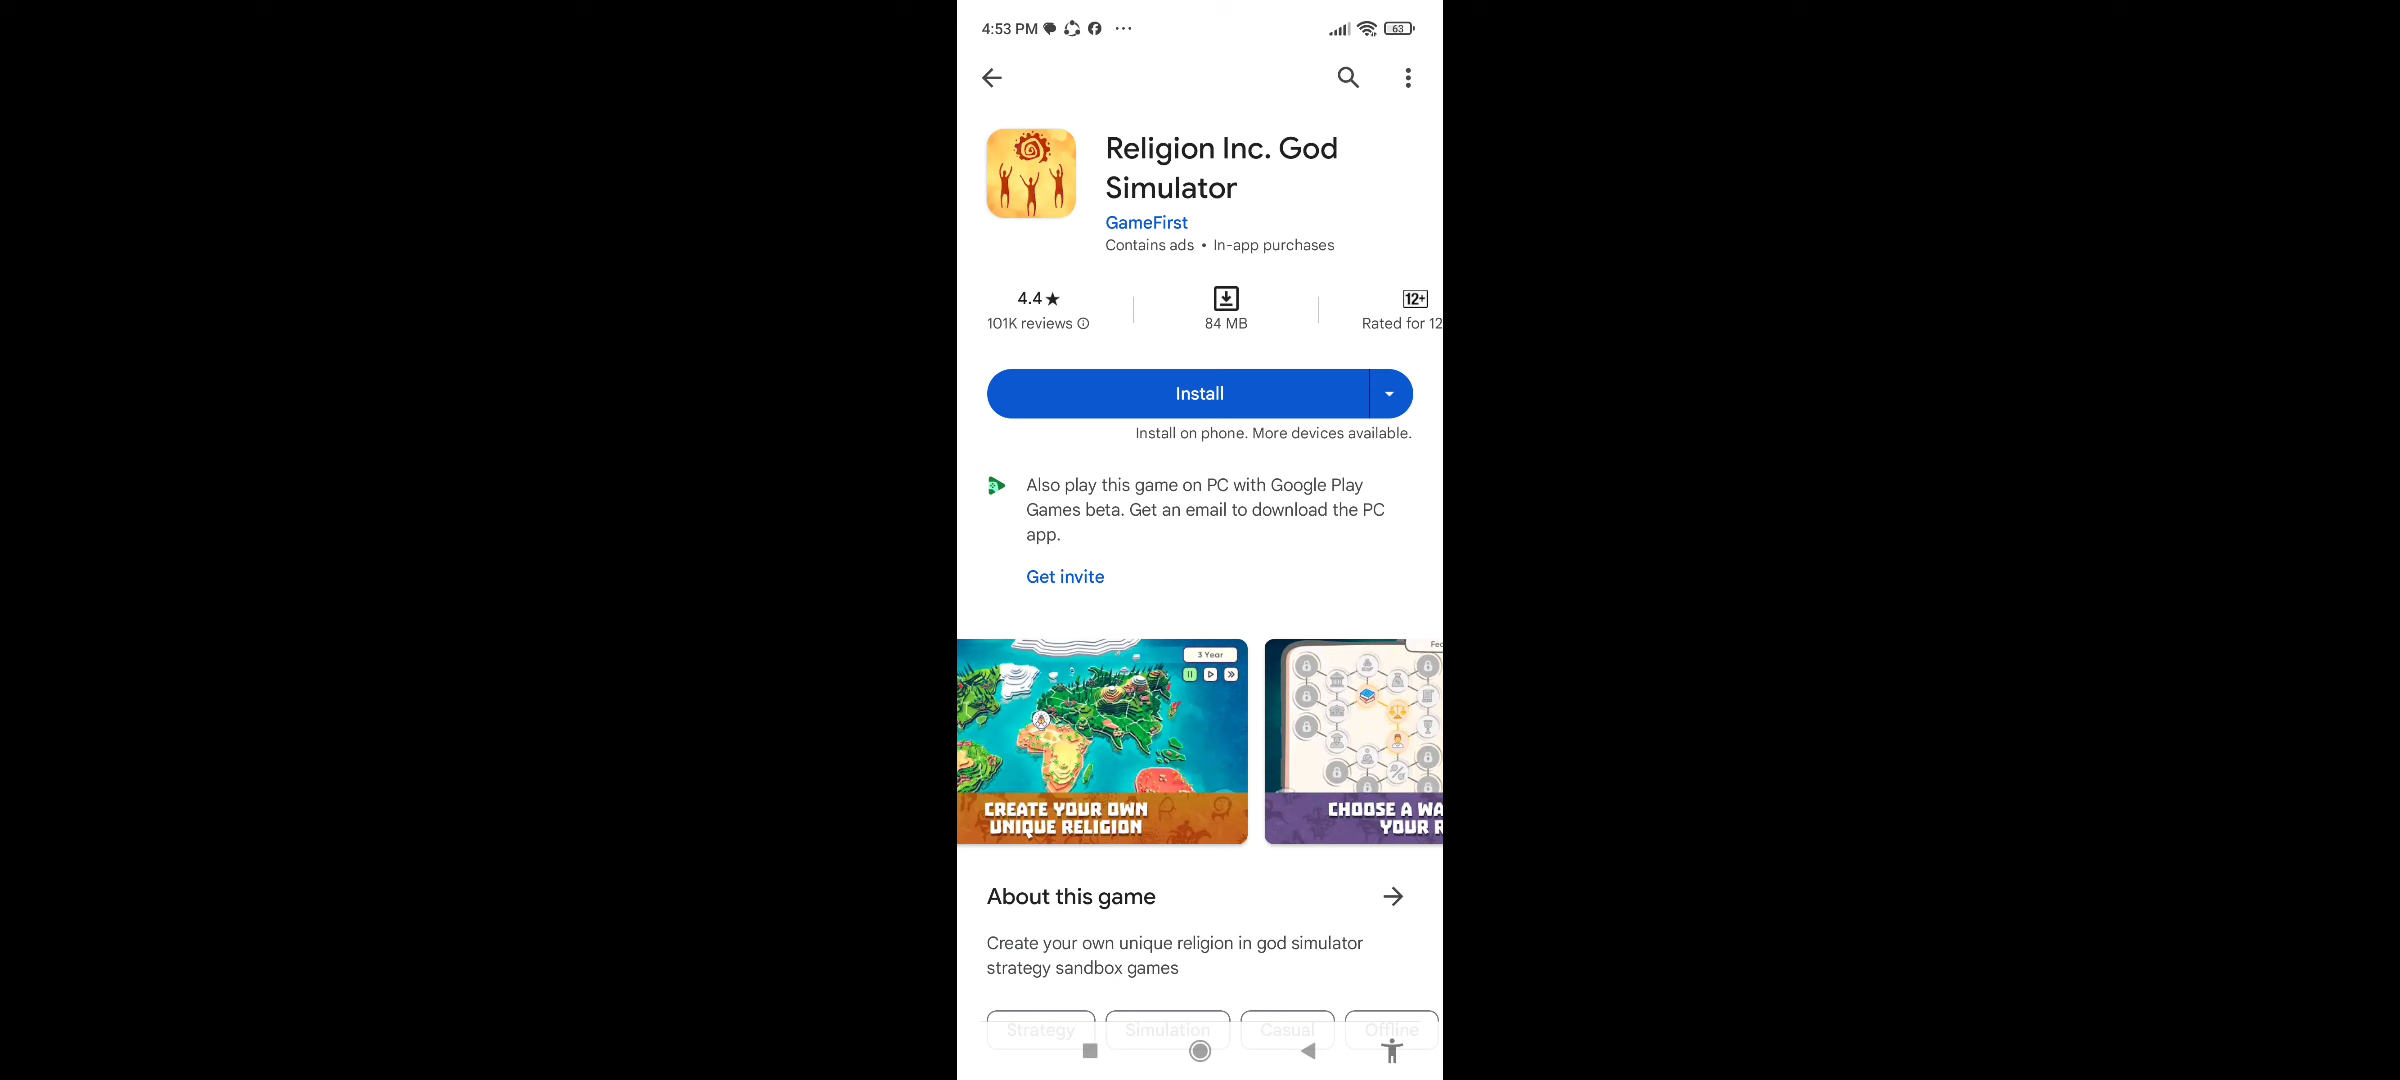 4:53 PM
63
Religion Inc. God
Simulator
GameFirst
Contains ads • In-app purchases
4.4★
101K reviews
84 MB
12+
Rated for 12
Install
Install on phone. More devices available.
Also play this game on PC with Google Play
Games beta. Get an email to download the PC
app.
Get invite
3 Year
CREATE YOUR OWN
UNIQUE RELIGION
CHOOSE A WA
YOUR R
About this game
Create your own unique religion in god simulator
strategy sandbox games
Strategy
Simulation
Casual
Offline